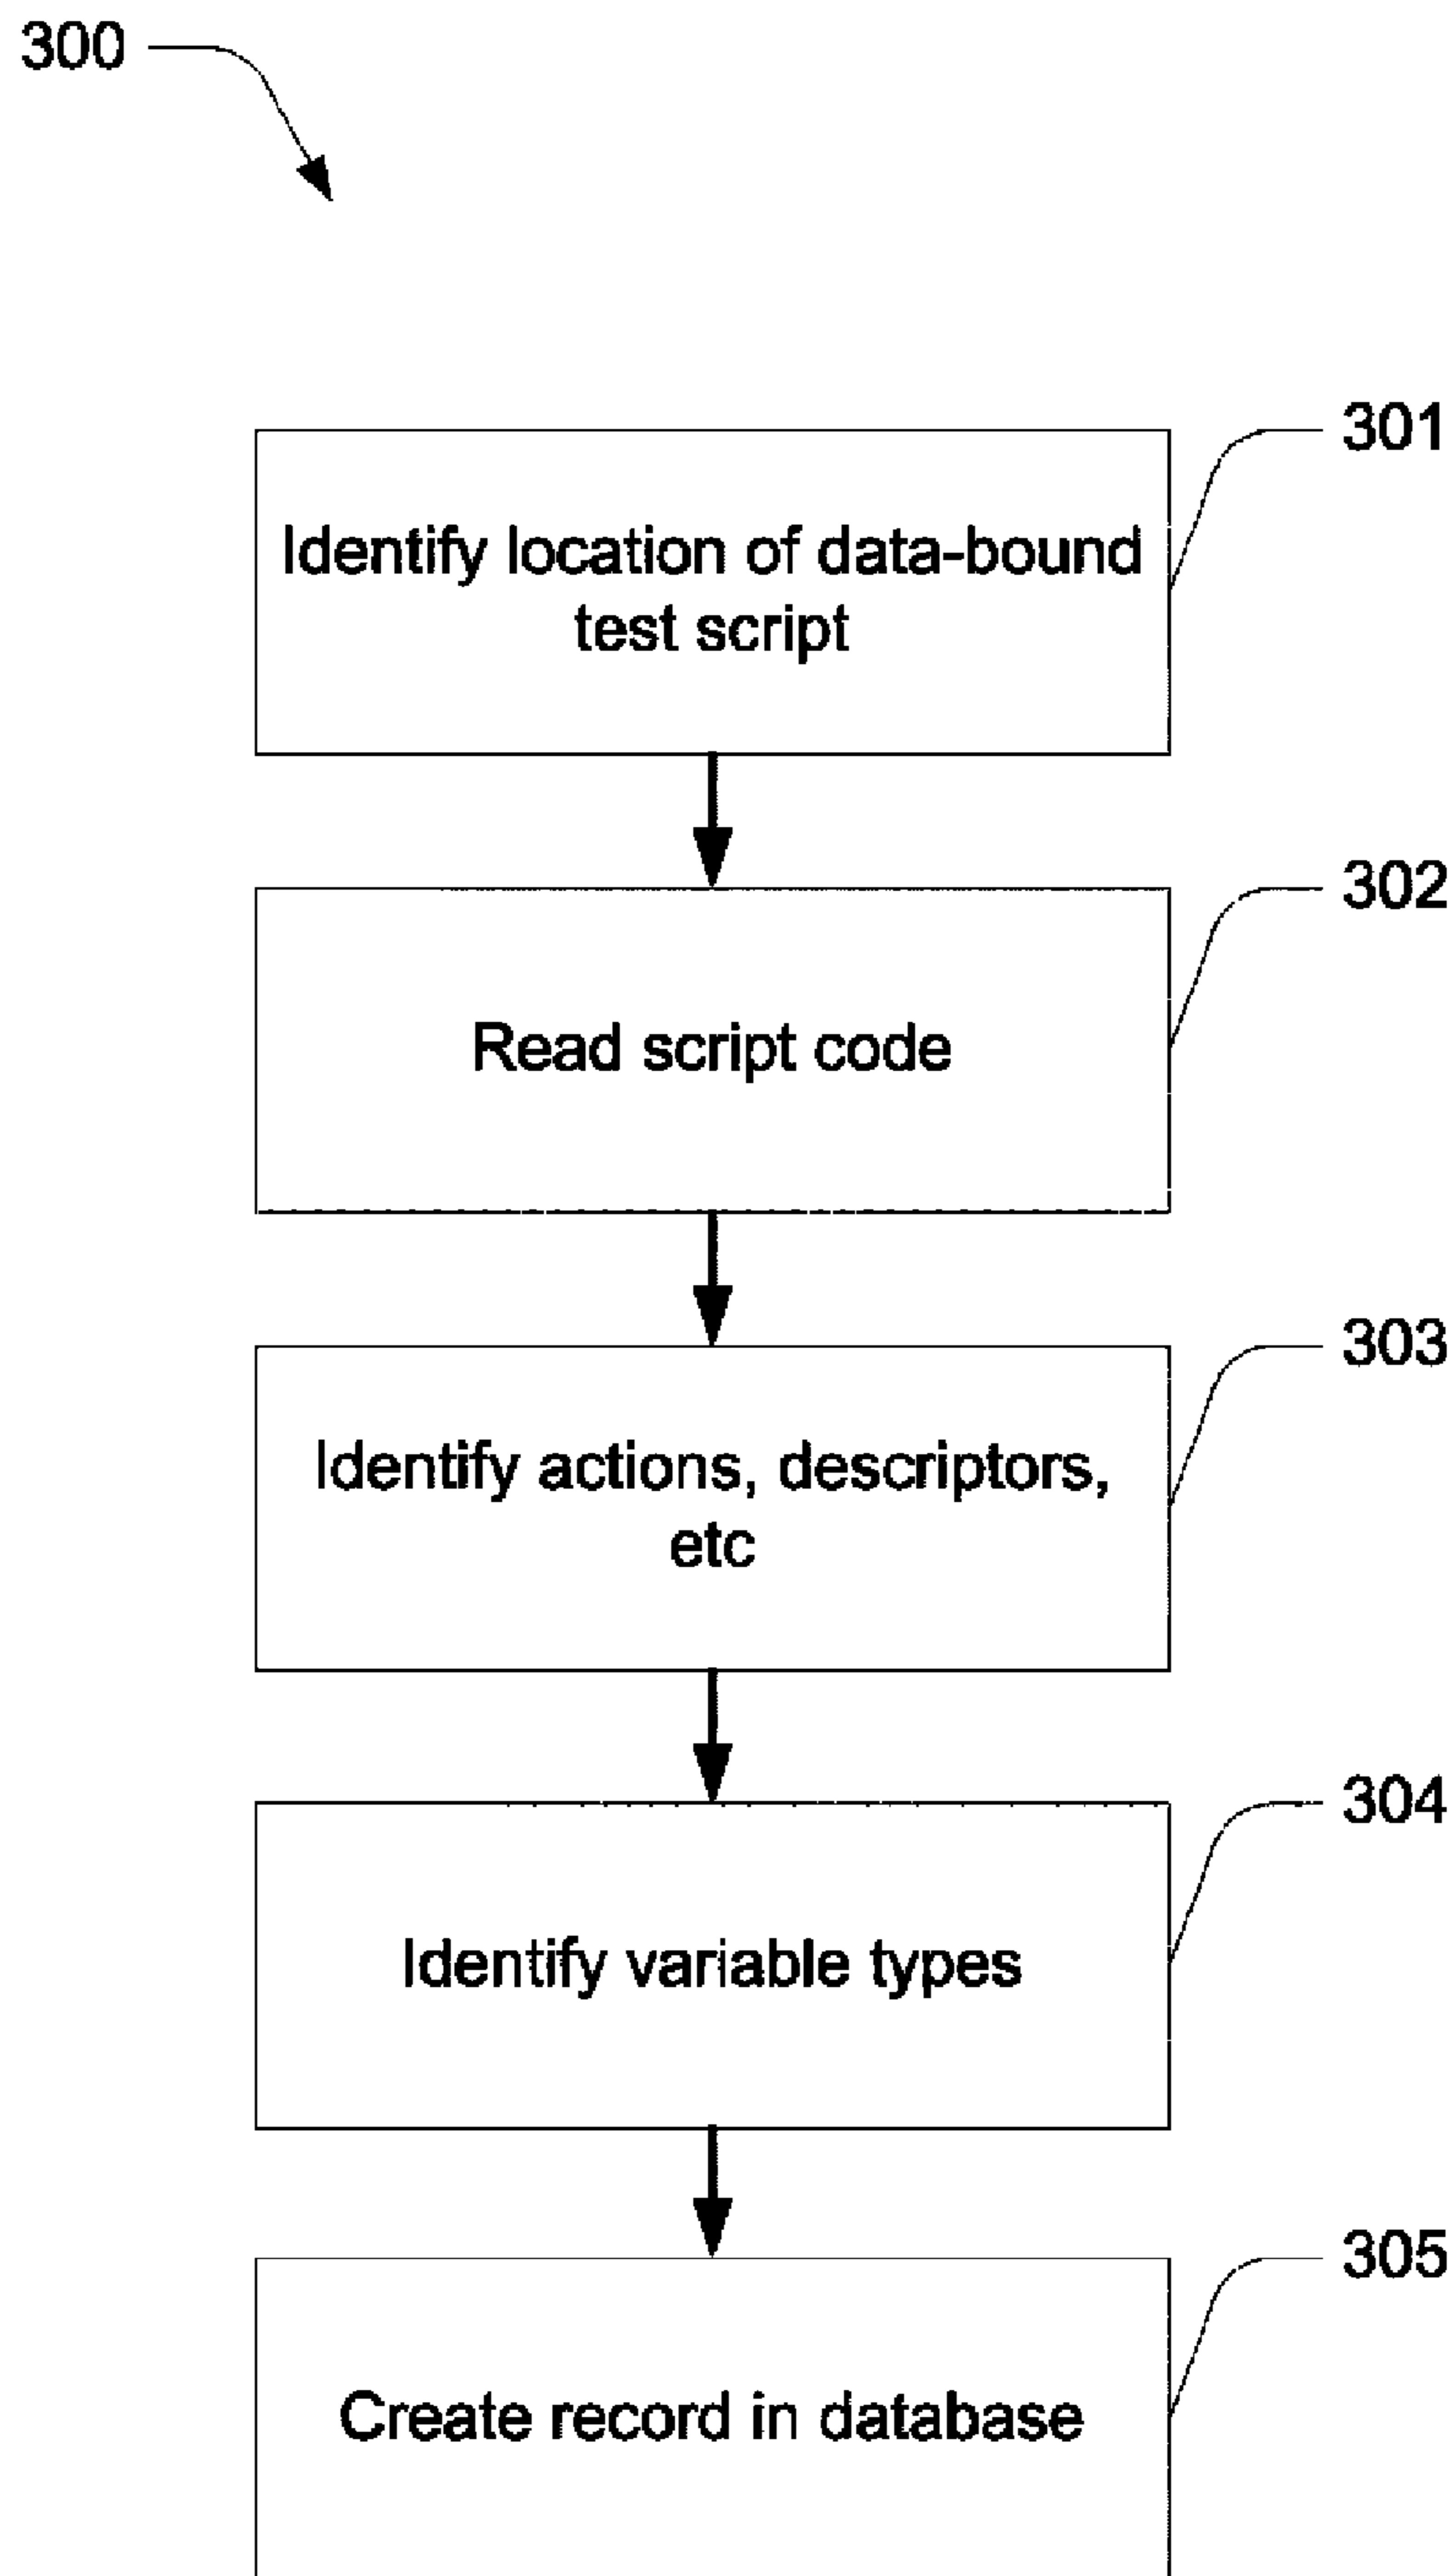 300
301
Identify location of data-bound
test script
302
Read script code
303
Identify actions, descriptors,
etc
304
Identify variable types
305
Create record in database